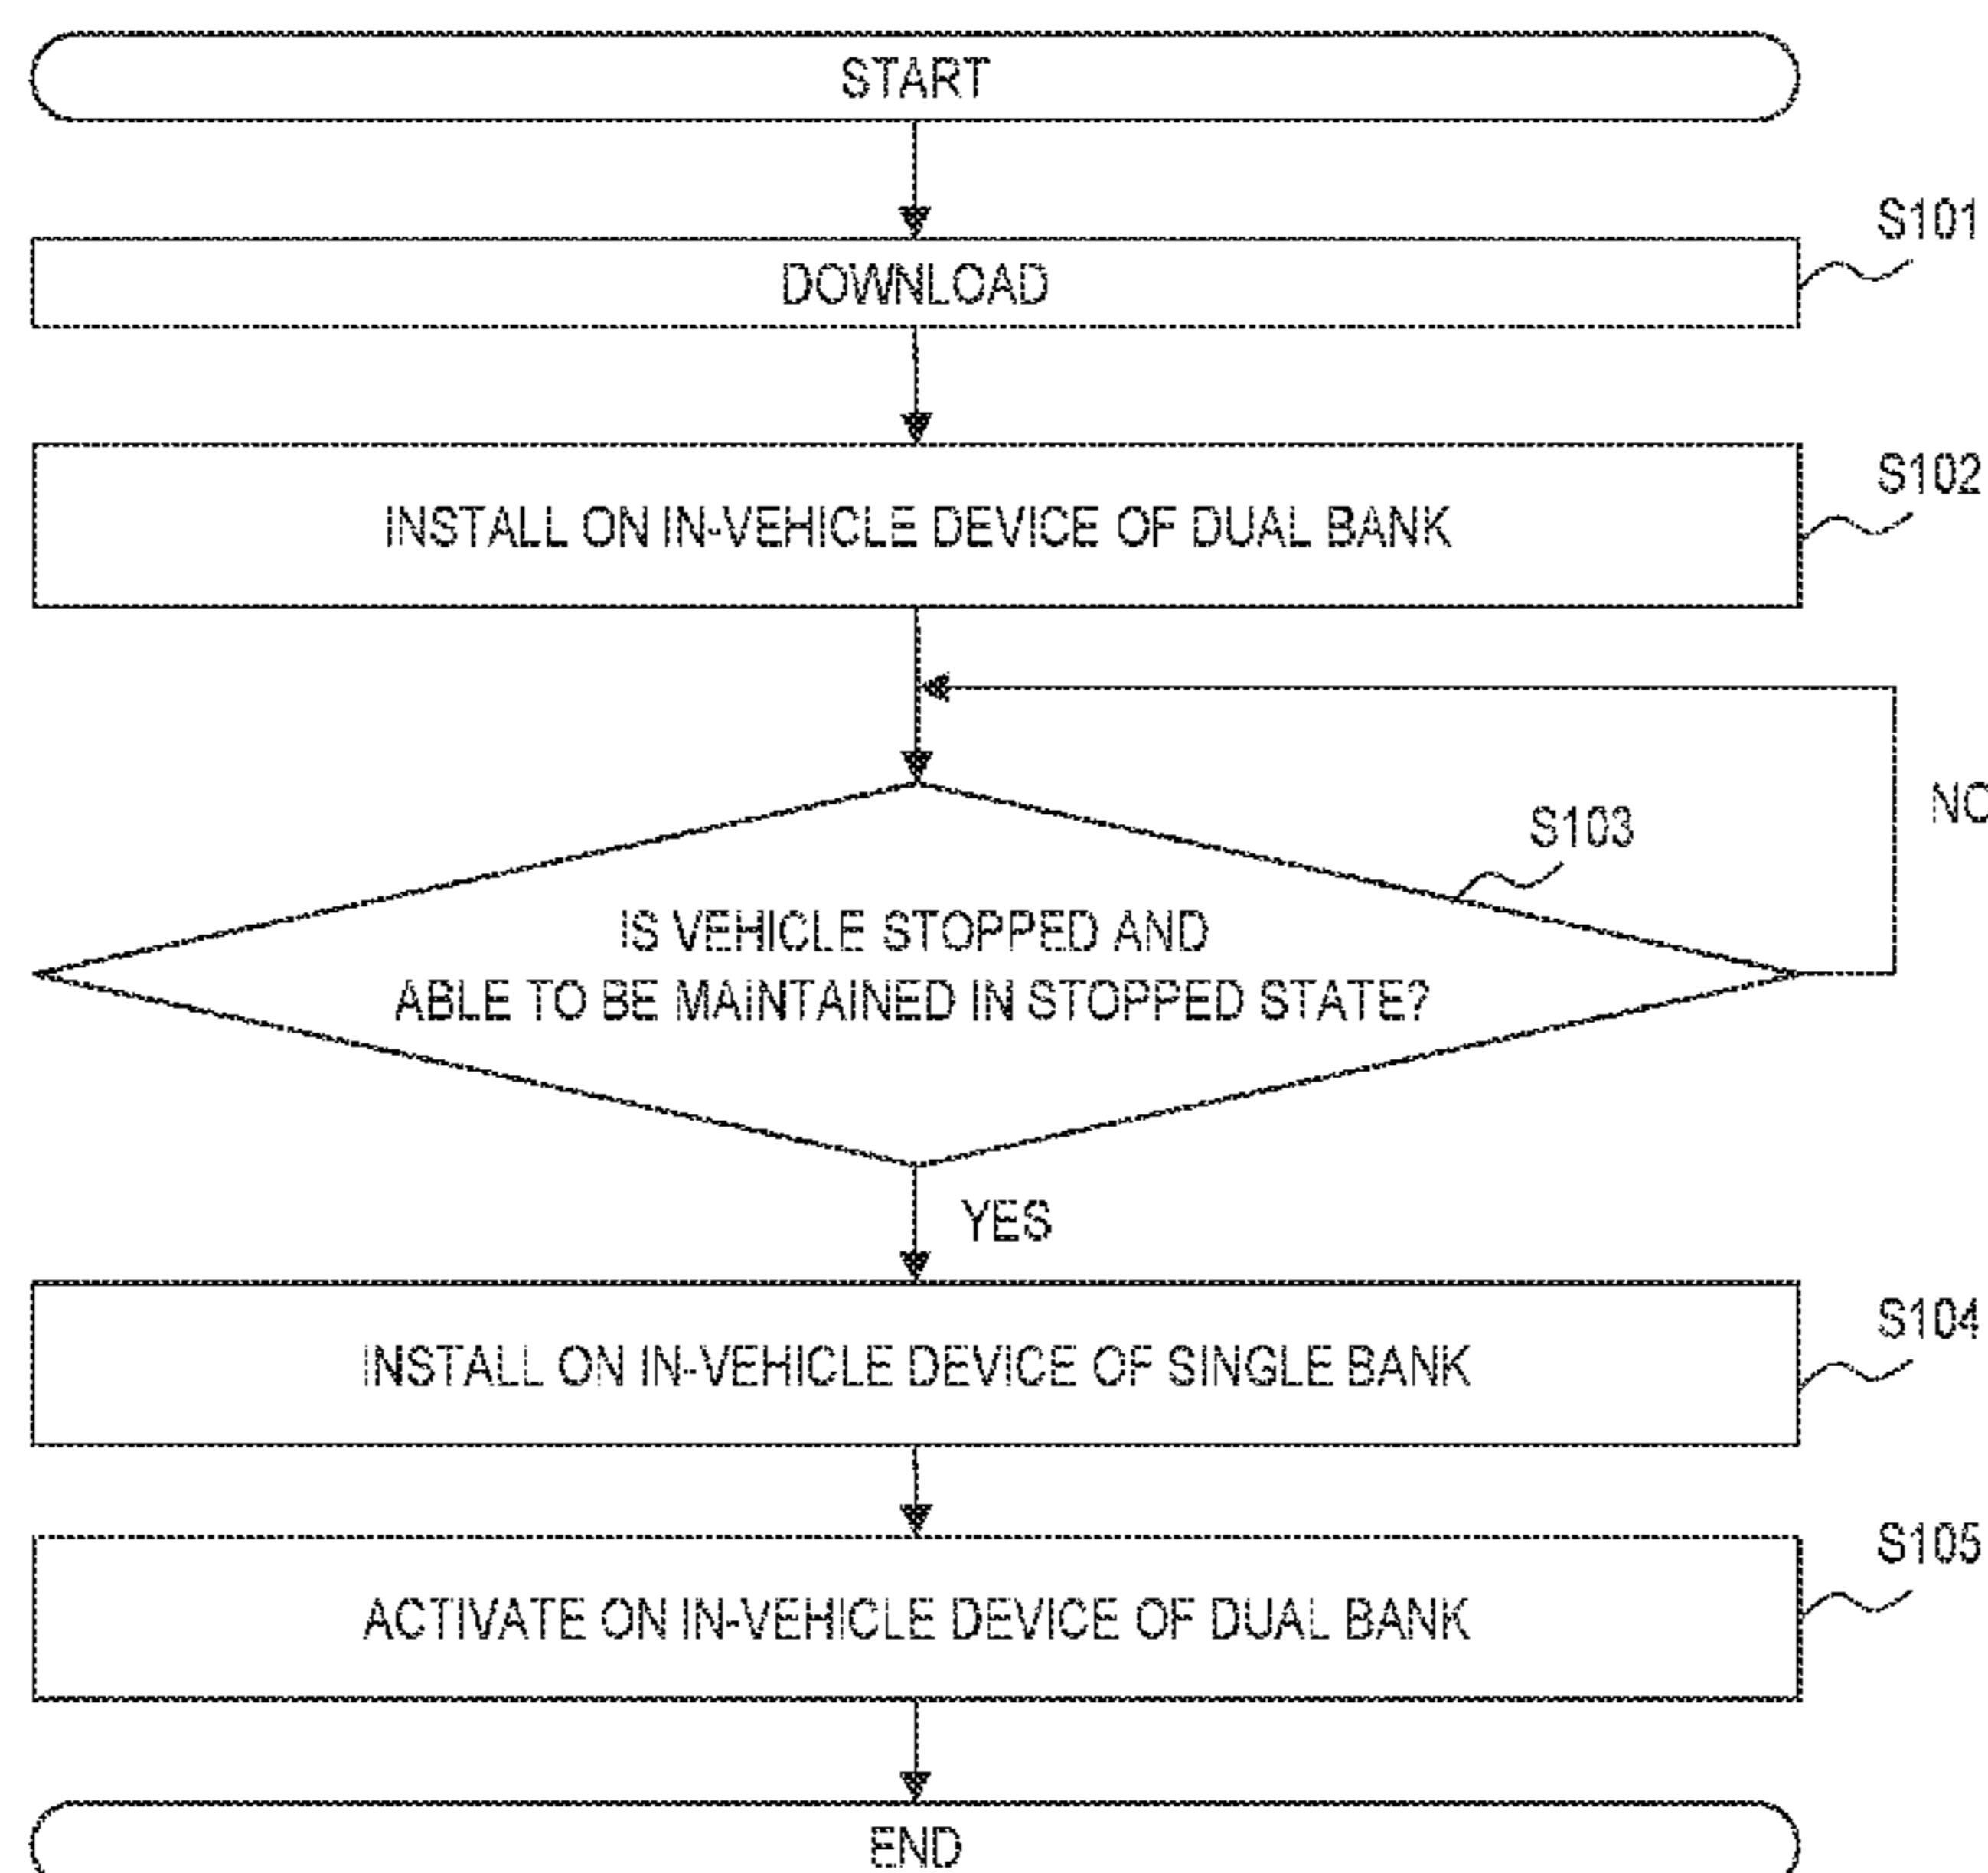 START
S101
DOWNLOAD
S102
INSTALL ON IN-VEHICLE DEVICE OF DUAL BANK
NO
S103
IS VEHICLE STOPPED AND
ABLE TO BE MAINTAINED IN STOPPED STATE?
YES
S104
INSTALL ON IN-VEHICLE DEVICE OF SINGLE BANK
S105
ACTIVATE ON IN-VEHICLE DEVICE OF DUAL BANK
END